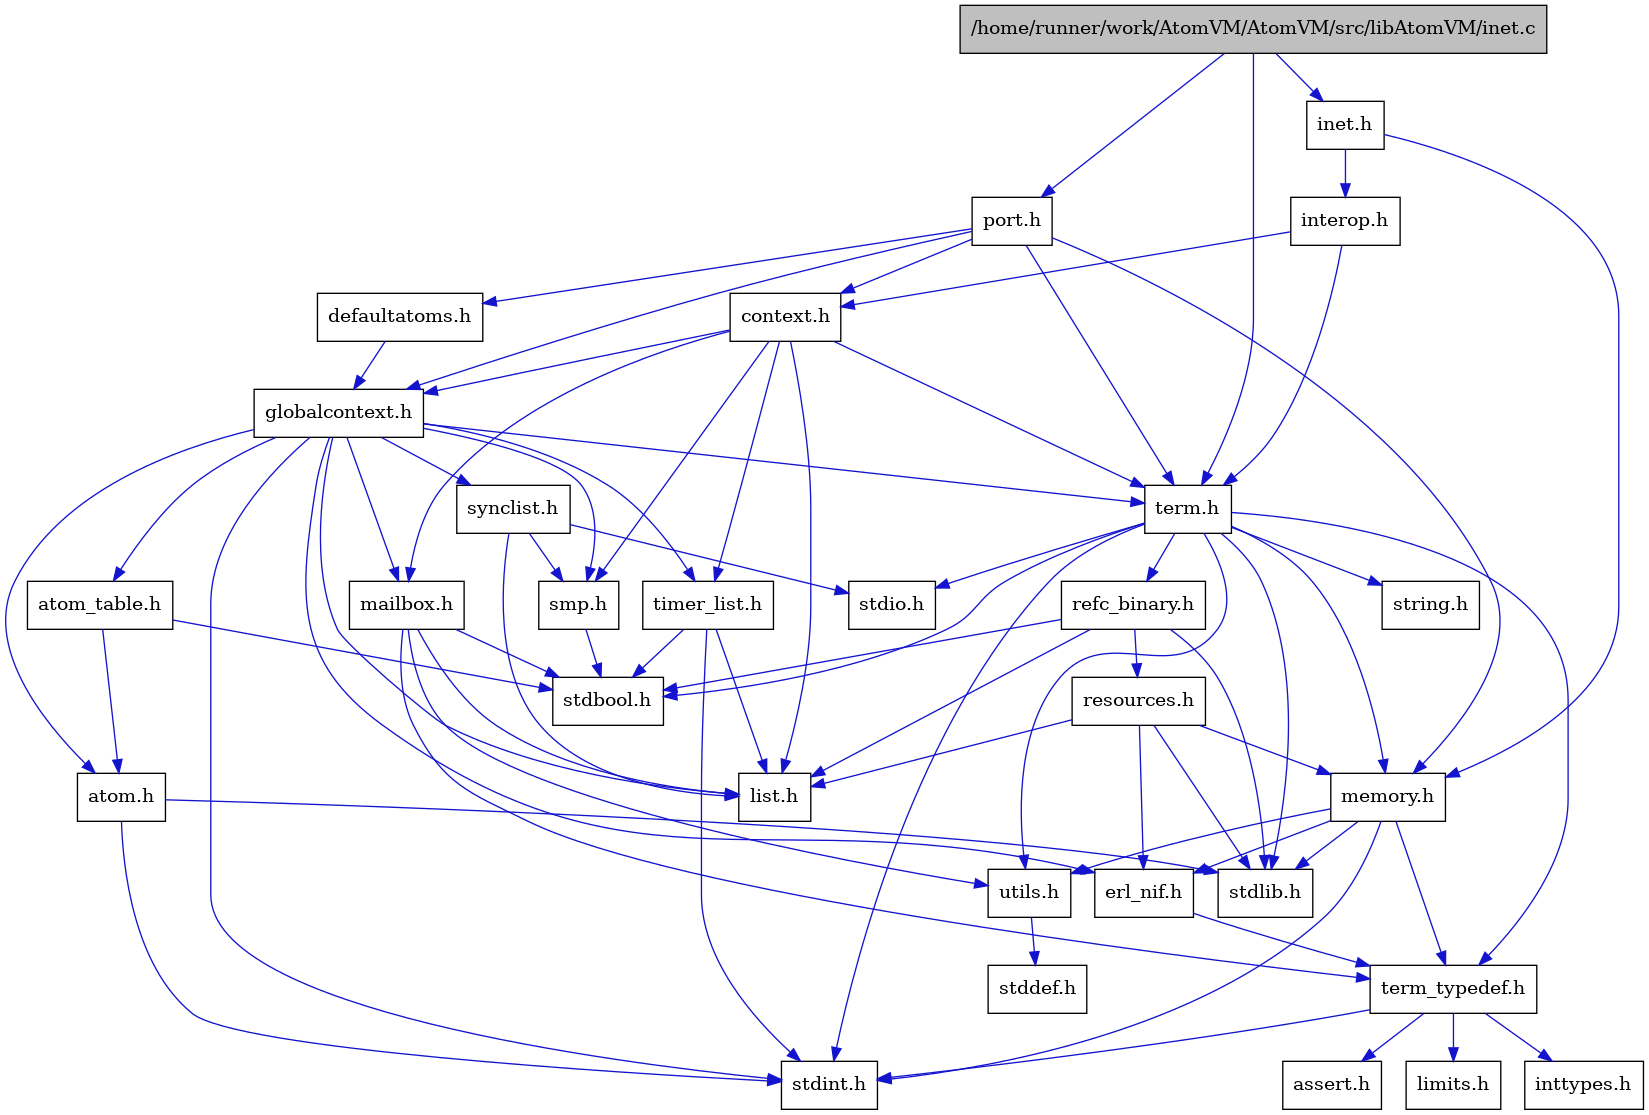 /home/runner/work/AtomVM/AtomVM/src/libAtomVM/inet.c
inet.h
port.h
interop.h
defaultatoms.h
context.h
globalcontext.h
synclist.h
term.h
atom_table.h
mailbox.h
smp.h
timer_list.h
stdio.h
refc_binary.h
string.h
stdbool.h
resources.h
atom.h
list.h
memory.h
utils.h
erl_nif.h
stdlib.h
stddef.h
term_typedef.h
stdint.h
assert.h
limits.h
inttypes.h